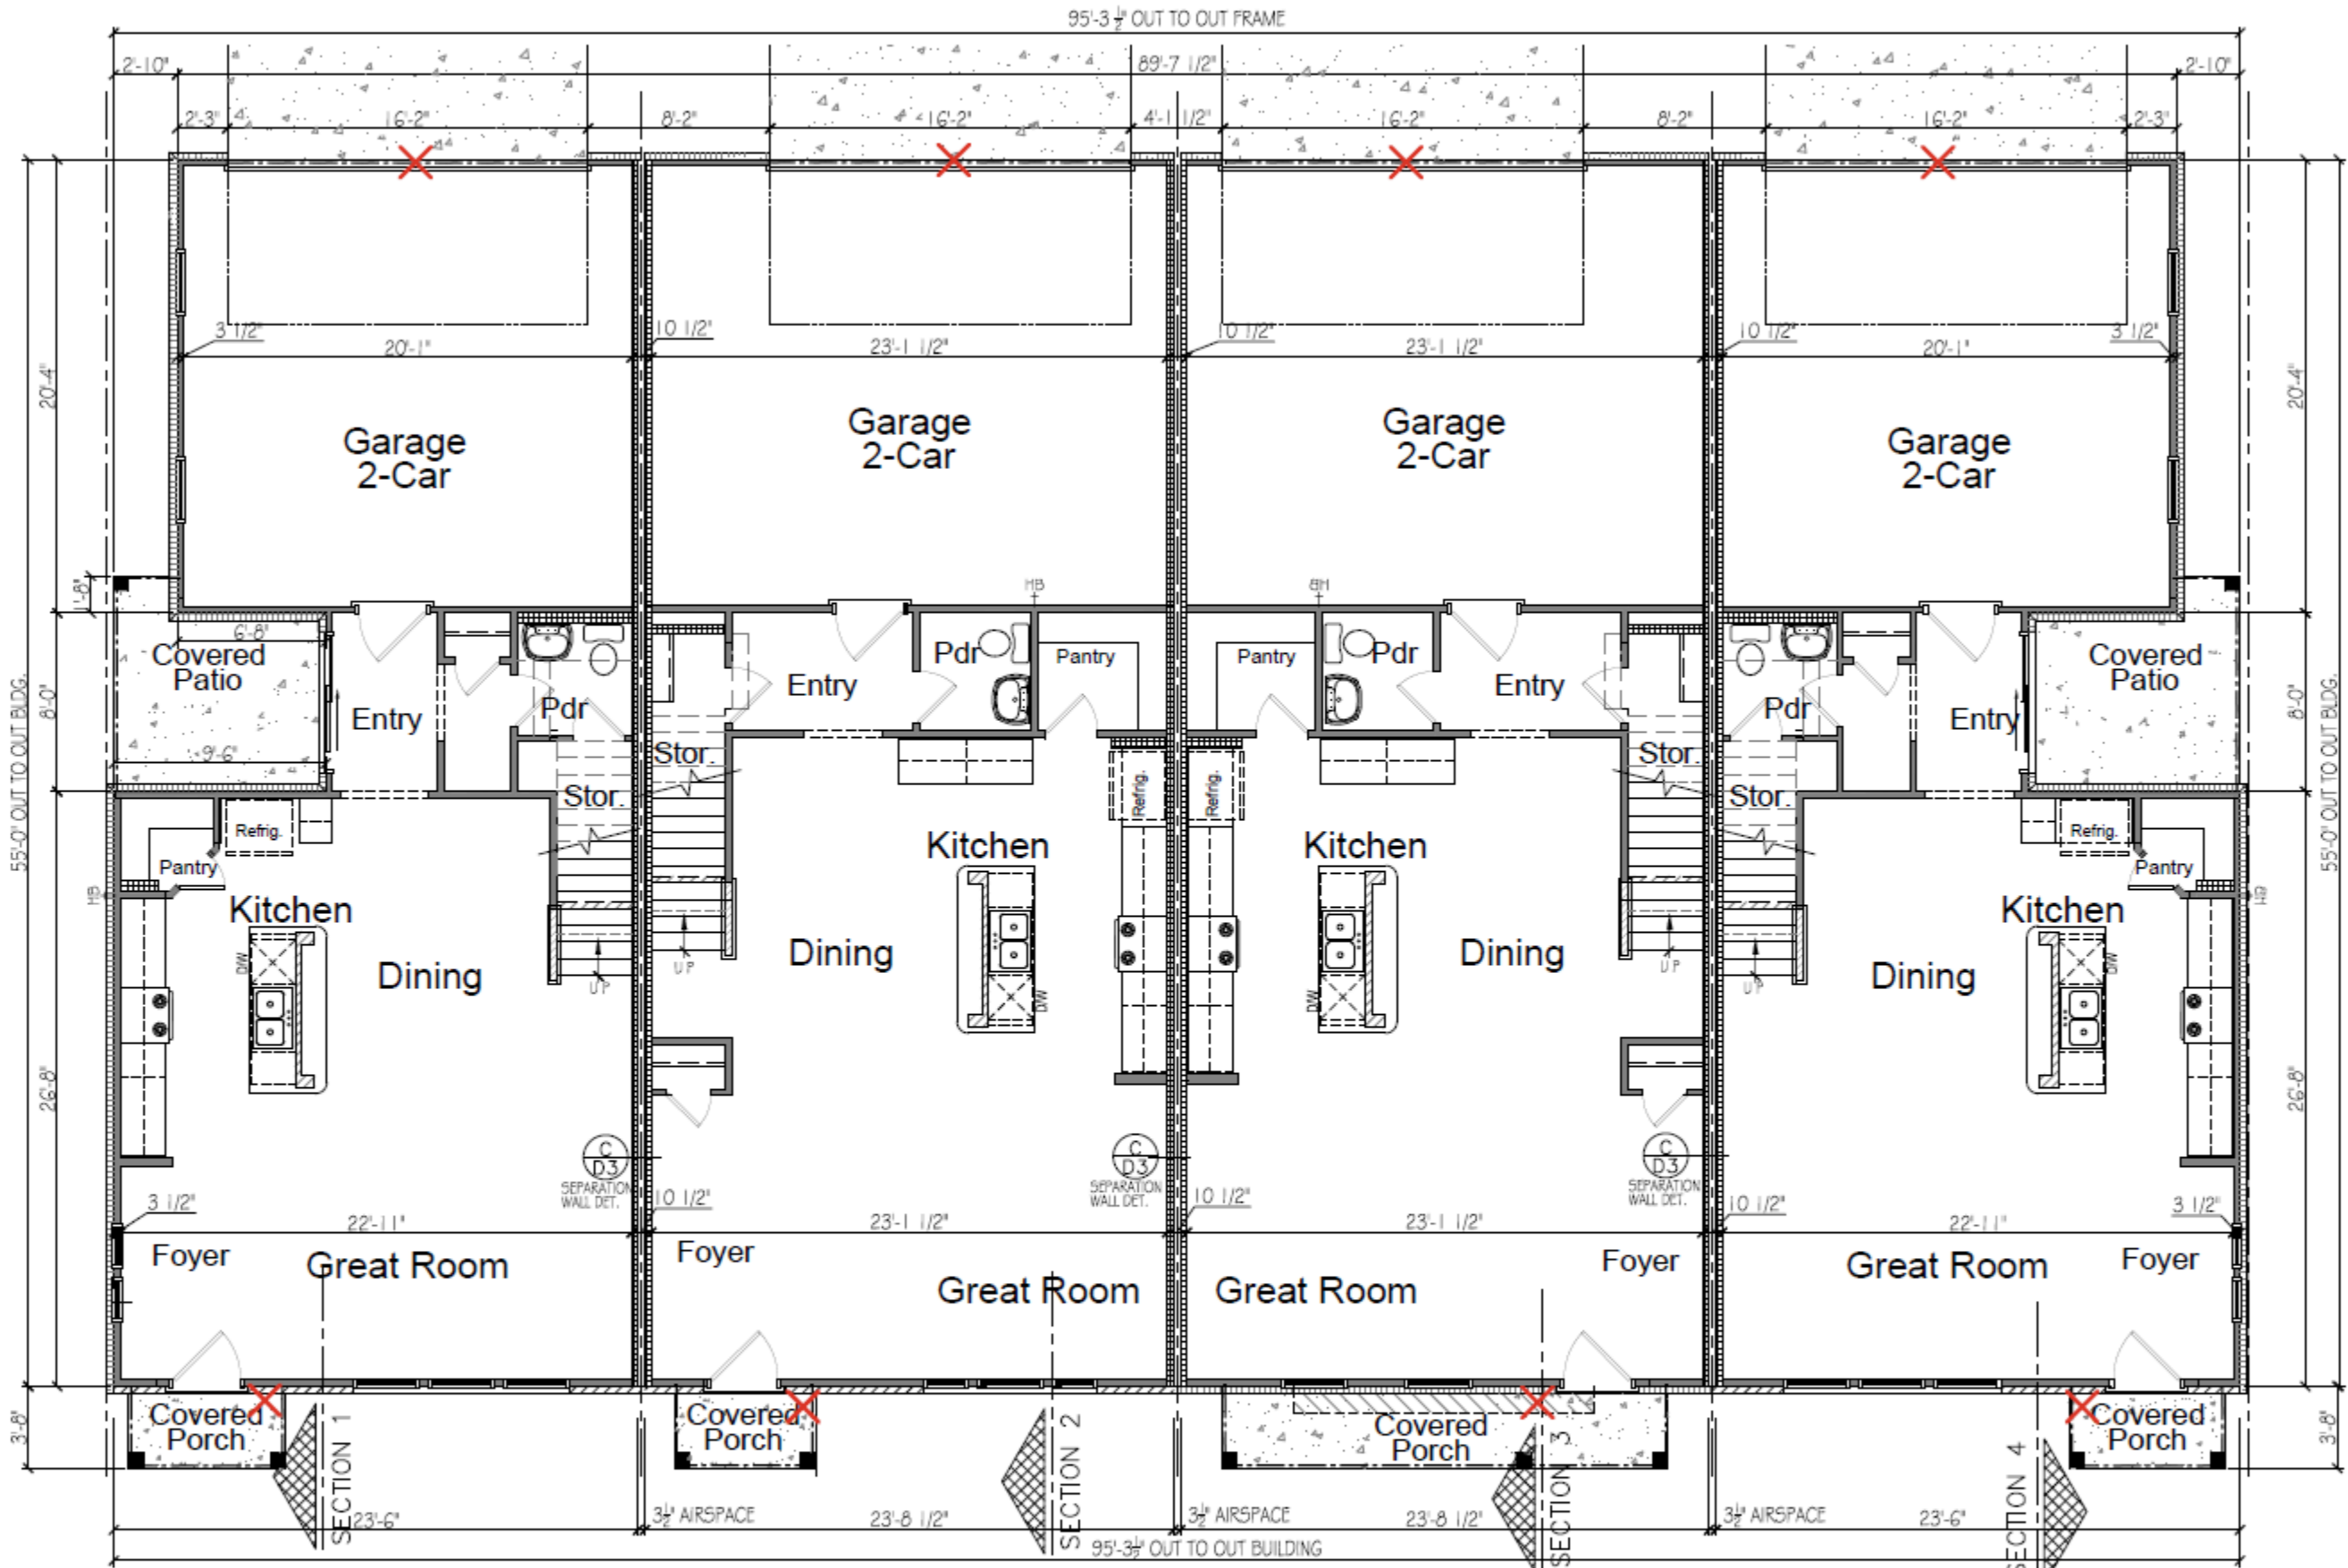 95'-3 ½" OUT TO OUT FRAME
2'-10"
89'-7 1/2"
2'-10"
2'-3"
16'-2"
8'-2"
16'-2"
4'-1 1/2"
16'-2"
8'-2"
16'-2"
2'-3"
3 1/2"
10 1/2"
10 1/2"
10 1/2"
3 1/2"
20'-1"
23'-1 1/2"
23'-1 1/2"
20'-1"
20'-4"
20'-4"
Garage
2-Car
Garage
2-Car
Garage
2-Car
Garage
2-Car
1'-8"
HB
BH
6'-8"
Covered
Patio
Entry
Pdr
Stor.
Entry
Pdr
Pantry
Pantry
Pdr
Entry
Stor.
Pdr
Entry
Covered
Patio
8'-0"
8'-0"
9'-6"
55'-0" OUT TO OUT BLDG.
55'-0" OUT TO OUT BLDG.
Stor.
Refrig.
Refrig.
Stor.
Refrig.
Pantry
Refrig.
Pantry
HB
HB
Kitchen
Kitchen
Kitchen
Kitchen
Dining
Dining
Dining
Dining
D/W
DW
DW
D/W
UP
UP
UP
UP
26'-8"
26'-8"
C
D3
SEPARATION
WALL DET.
C
D3
SEPARATION
WALL DET.
C
D3
SEPARATION
WALL DET.
3 1/2"
10 1/2"
10 1/2"
10 1/2"
3 1/2"
22'-11"
23'-1 1/2"
23'-1 1/2"
22'-11"
Foyer
Great Room
Foyer
Great Room
Great Room
Foyer
Great Room
Foyer
Covered
Porch
Covered
Porch
Covered
Porch
Covered
Porch
3'-8"
3'-8"
SECTION 1
SECTION 2
SECTION 3
SECTION 4
23'-6"
3½" AIRSPACE
23'-8 1/2"
3½" AIRSPACE
23'-8 1/2"
3½" AIRSPACE
23'-6"
95'-3½" OUT TO OUT BUILDING